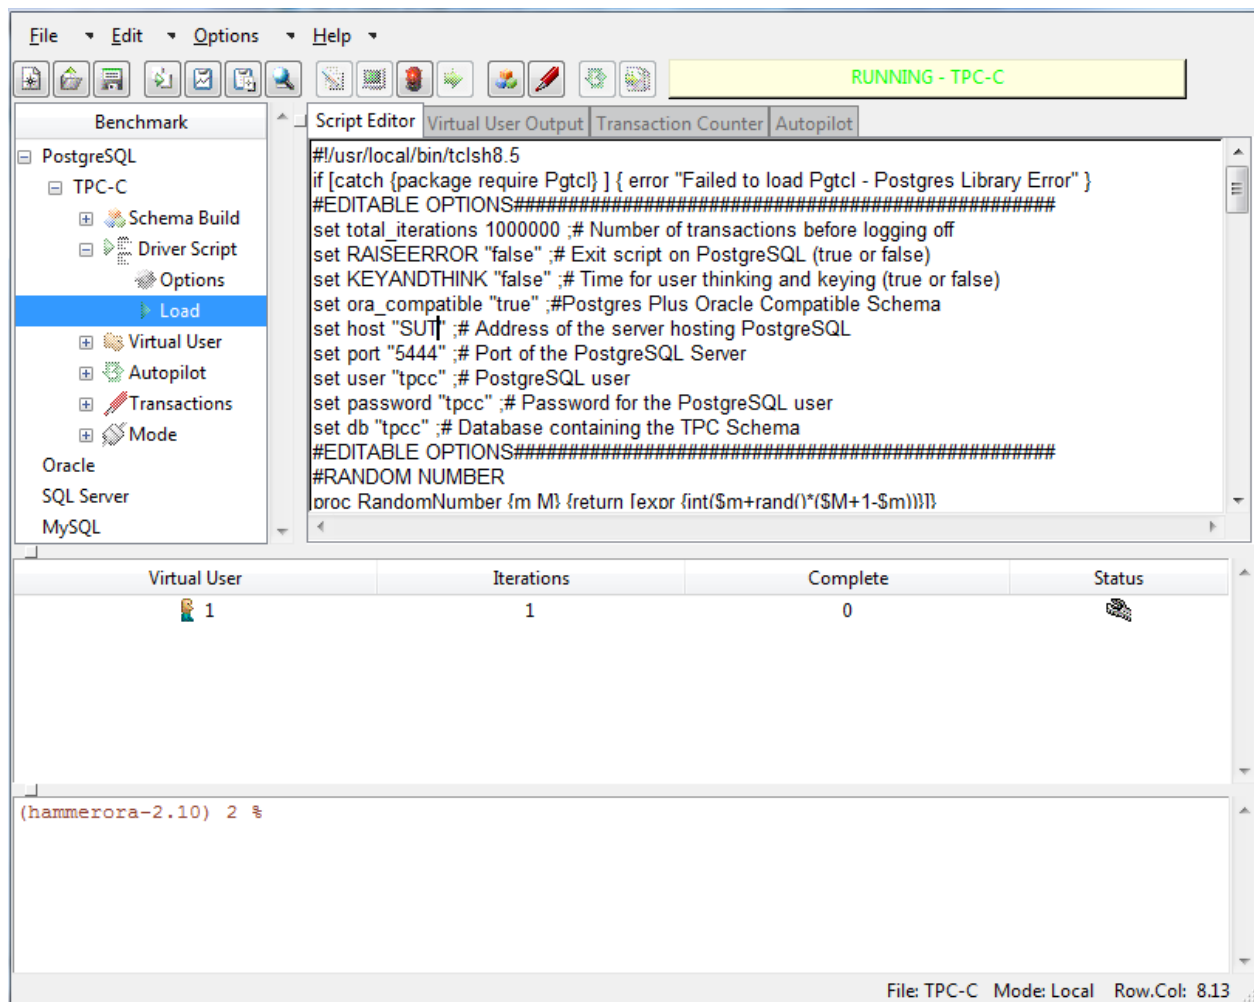 File Edit Options Help
RUNNING - TPC-C
Benchmark
PostgreSQL
TPC-C
Schema Build
Driver Script
Options
Load
Virtual User
Autopilot
Transactions
Mode
Oracle
SQL Server
MySQL
Script Editor Virtual User Output Transaction Counter Autopilot
#!/usr/local/bin/tclsh8.5
if [catch {package require Pgtcl} ] { error "Failed to load Pgtcl - Postgres Library Error" }
#EDITABLE OPTIONS##################################################
set total_iterations 1000000 ;# Number of transactions before logging off
set RAISEERROR "false" ;# Exit script on PostgreSQL (true or false)
set KEYANDTHINK "false" ;# Time for user thinking and keying (true or false)
set ora_compatible "true" ;#Postgres Plus Oracle Compatible Schema
set host "SUT" ;# Address of the server hosting PostgreSQL
set port "5444" ;# Port of the PostgreSQL Server
set user "tpcc" ;# PostgreSQL user
set password "tpcc" ;# Password for the PostgreSQL user
set db "tpcc" ;# Database containing the TPC Schema
#EDITABLE OPTIONS##################################################
#RANDOM NUMBER
proc RandomNumber {m M} {return [expr {int($m+rand()*($M+1-$m))}]}
Virtual User Iterations Complete Status
1 1 0
(hammerora-2.10) 2 %
File: TPC-C Mode: Local Row.Col: 8.13